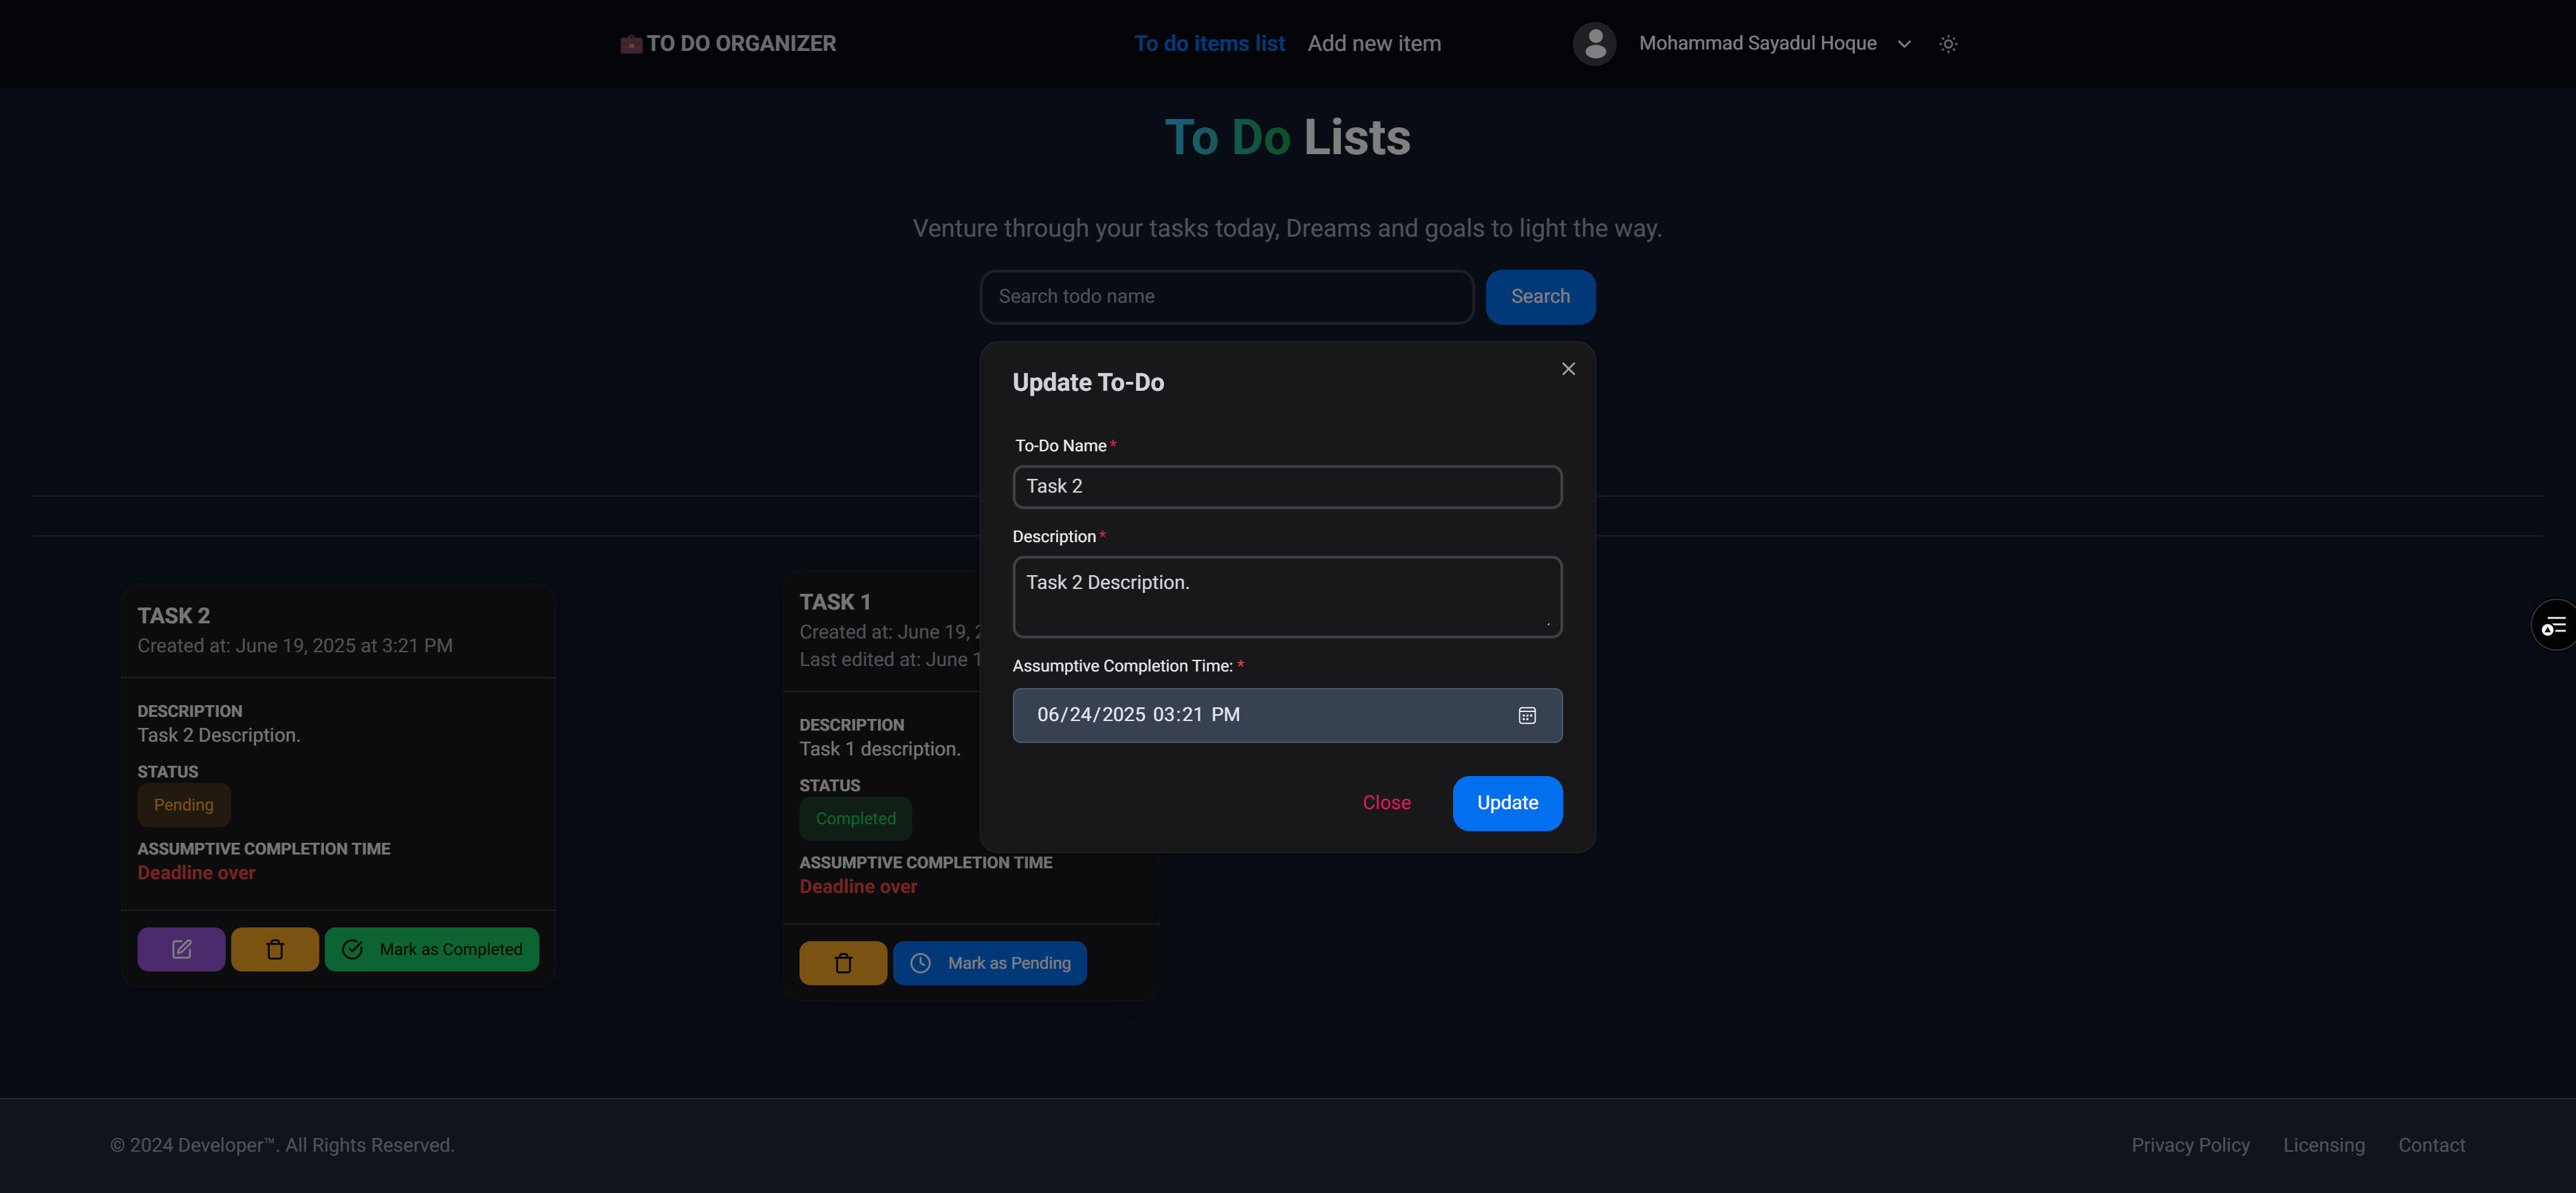 TO DO ORGANIZER
To do items list
Add new item
Mohammad Sayadul Hoque
To Do Lists
Venture through your tasks today, Dreams and goals to light the way.
Search todo name
Search
Update To-Do
To-Do Name*
Task 2
Description*
Task 2 Description.
Assumptive Completion Time: *
06/24/2025 03:21 PM
Close
Update
TASK 2
Created at: June 19, 2025 at 3:21 PM
DESCRIPTION
Task 2 Description.
STATUS
Pending
ASSUMPTIVE COMPLETION TIME
Deadline over
Mark as Completed
TASK 1
Created at: June 19,
Last edited at: June
DESCRIPTION
Task 1 description.
STATUS
Completed
ASSUMPTIVE COMPLETION TIME
Deadline over
Mark as Pending
© 2024 Developer™. All Rights Reserved.
Privacy Policy
Licensing
Contact